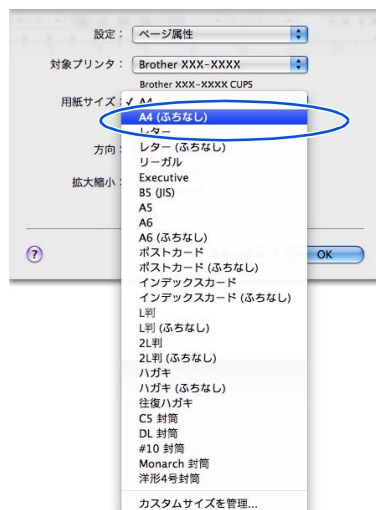 設定： ページ属性
対象プリンタ： Brother XXX-XXXX
Brother XXX-XXXX CUPS
用紙サイズ： ✓ A4
A4 (ふちなし)
レター
方向： レター (ふちなし)
リーガル
拡大縮小： Executive
B5 (JIS)
A5
A6
A6 (ふちなし)
ポストカード
? ポストカード (ふちなし) OK
インデックスカード
インデックスカード (ふちなし)
L判
L判 (ふちなし)
2L判
2L判 (ふちなし)
ハガキ
ハガキ (ふちなし)
往復ハガキ
C5 封筒
DL 封筒
#10 封筒
Monarch 封筒
洋形4号封筒
カスタムサイズを管理...